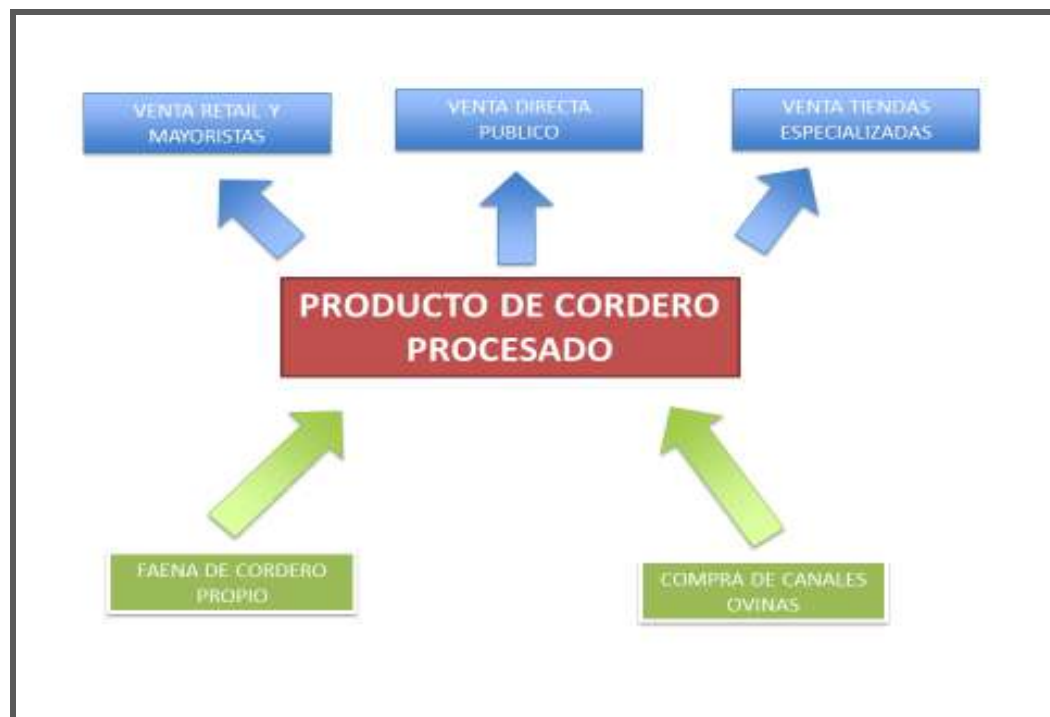 VENTA RETAIL Y
MAYORISTAS
VENTA DIRECTA
PUBLICO
VENTA TIENDAS
ESPECIALIZADAS
PRODUCTO DE CORDERO
PROCESADO
FAENA DE CORDERO
PROPIO
COMPRA DE CANALES
OVINAS